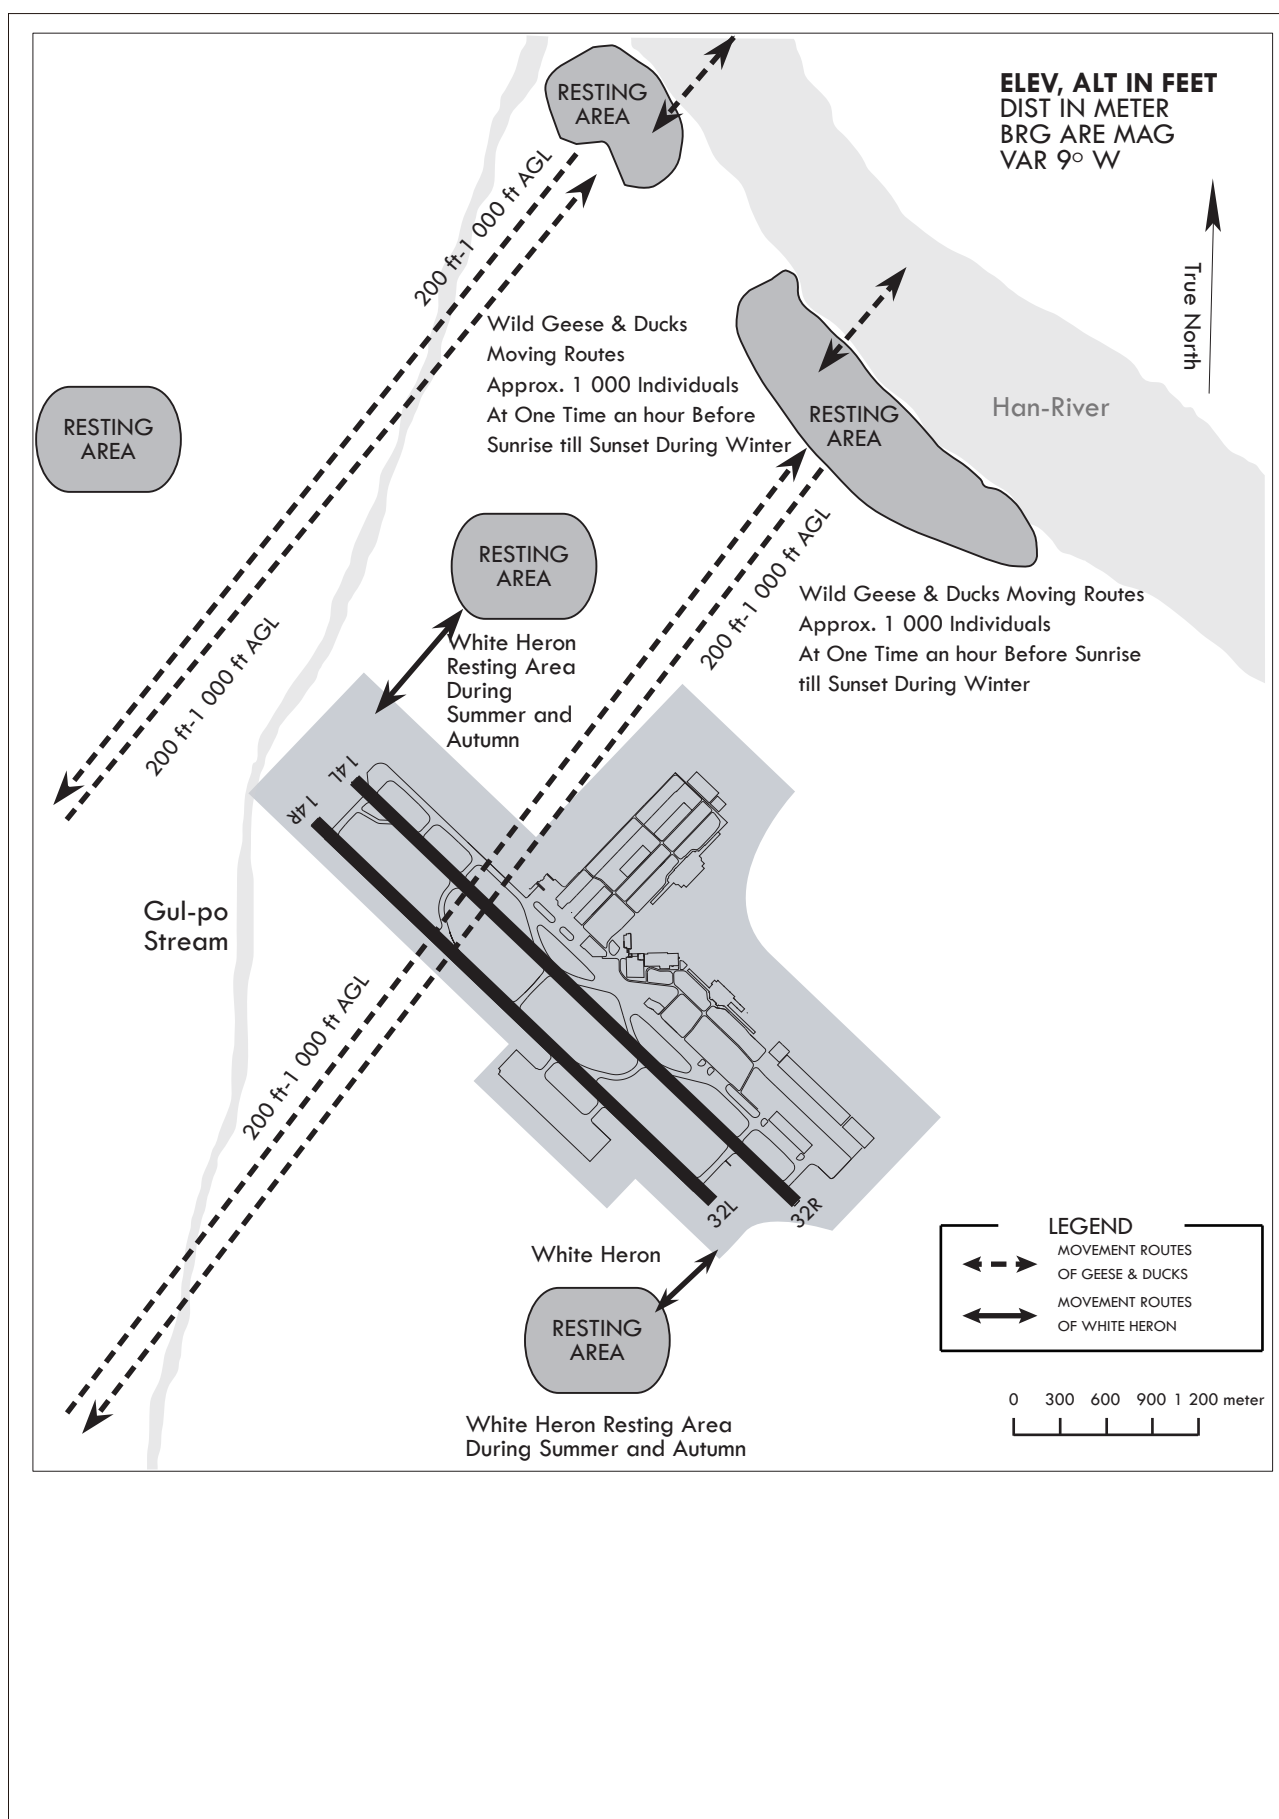 RESTING
AREA
ELEV, ALT IN FEET
DIST IN METER
BRG ARE MAG
VAR 9° W
True North
200 ft-1 000 ft AGL
Wild Geese & Ducks
Moving Routes
Approx. 1 000 Individuals
At One Time an hour Before
Sunrise till Sunset During Winter
RESTING
AREA
Han-River
RESTING
AREA
200 ft-1 000 ft AGL
RESTING
AREA
200 ft-1 000 ft AGL
Wild Geese & Ducks Moving Routes
Approx. 1 000 Individuals
At One Time an hour Before Sunrise
till Sunset During Winter
White Heron
Resting Area
During
Summer and
Autumn
14L
14R
Gul-po
Stream
200 ft-1 000 ft AGL
32L
32R
White Heron
RESTING
AREA
White Heron Resting Area
During Summer and Autumn
LEGEND
MOVEMENT ROUTES
OF GEESE & DUCKS
MOVEMENT ROUTES
OF WHITE HERON
0 300 600 900 1 200 meter